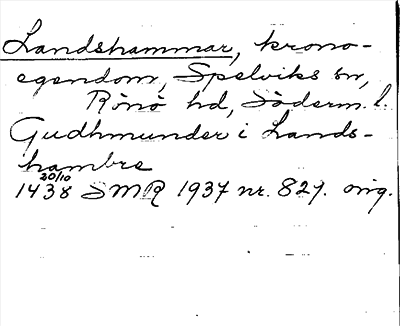 Landshammar, krono-
egendom, Spelviks sn,
Rönö hd, Söderm. l.
Gudhmunder i Lands-
hambre
20/10
1438 SMR 1937 nr. 827. orig.